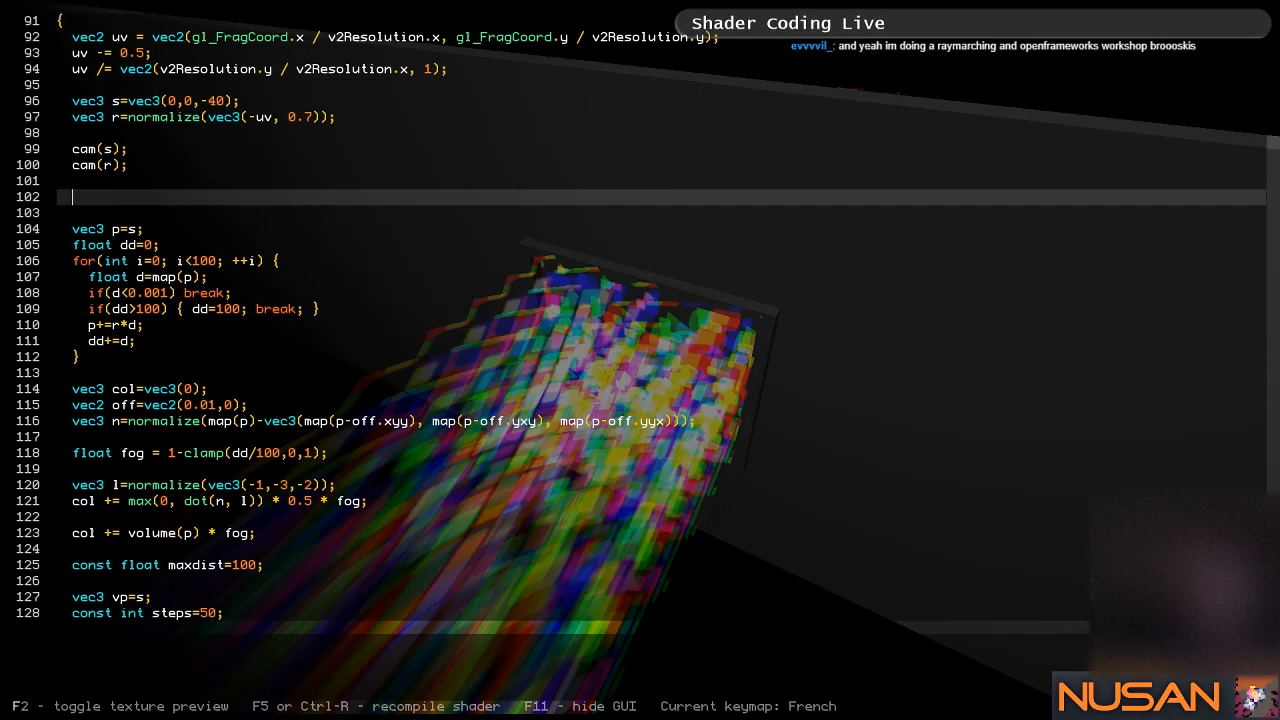 Shader Coding Live
evvvvil_: and yeah im doing a raymarching and openframeworks workshop broooskis
91 {
92 vec2 uv = vec2(gl_FragCoord.x / v2Resolution.x, gl_FragCoord.y / v2Resolution.y);
93 uv -= 0.5;
94 uv /= vec2(v2Resolution.y / v2Resolution.x, 1);
95
96 vec3 s=vec3(0,0,-40);
97 vec3 r=normalize(vec3(-uv, 0.7));
98
99 cam(s);
100 cam(r);
101
102
103
104 vec3 p=s;
105 float dd=0;
106 for(int i=0; i<100; ++i) {
107 float d=map(p);
108 if(d<0.001) break;
109 if(dd>100) { dd=100; break; }
110 p+=r*d;
111 dd+=d;
112 }
113
114 vec3 col=vec3(0);
115 vec2 off=vec2(0.01,0);
116 vec3 n=normalize(map(p)-vec3(map(p-off.xyy), map(p-off.yxy), map(p-off.yyx)));
117
118 float fog = 1-clamp(dd/100,0,1);
119
120 vec3 l=normalize(vec3(-1,-3,-2));
121 col += max(0, dot(n, l)) * 0.5 * fog;
122
123 col += volume(p) * fog;
124
125 const float maxdist=100;
126
127 vec3 vp=s;
128 const int steps=50;
F2 - toggle texture preview F5 or Ctrl-R - recompile shader F11 - hide GUI Current keymap: French
NUSAN